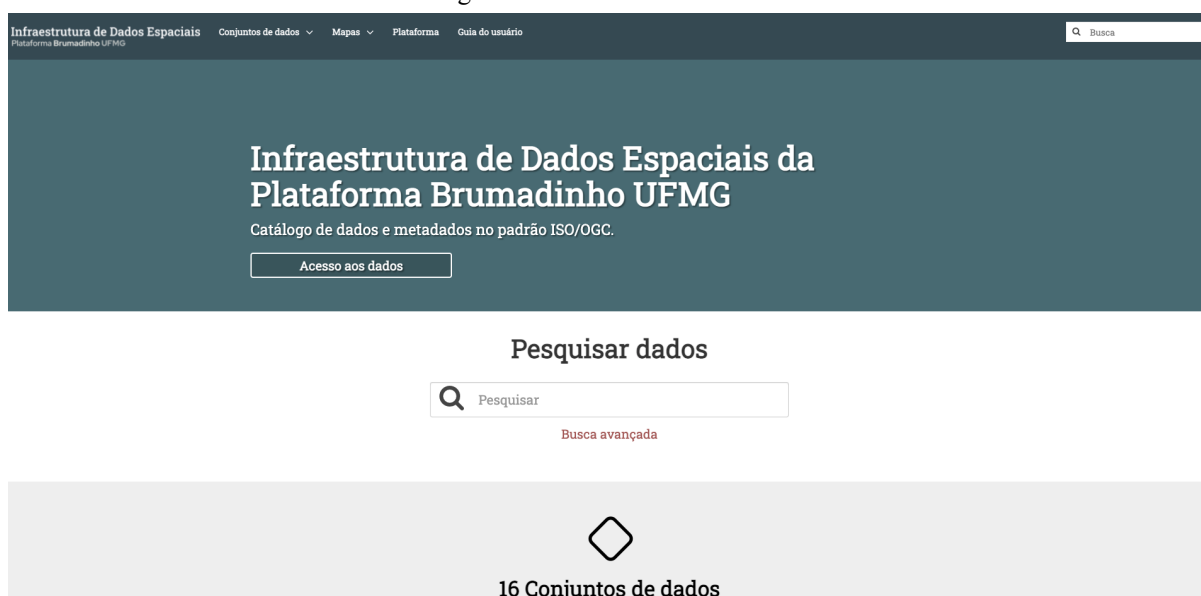 Infraestrutura de Dados Espaciais
Plataforma Brumadinho UFMG
Conjuntos de dados
Mapas
Plataforma
Guia do usuário
Busca
Infraestrutura de Dados Espaciais da
Plataforma Brumadinho UFMG
Catálogo de dados e metadados no padrão ISO/OGC.
Acesso aos dados
Pesquisar dados
Pesquisar
Busca avançada
16 Conjuntos de dados